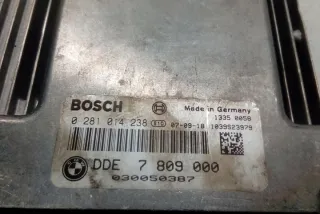 BOSCH
Made in Germany
1335 0058
0 281 014 238 07-09-18 1039S23979
DDE 7 809 000
030050387